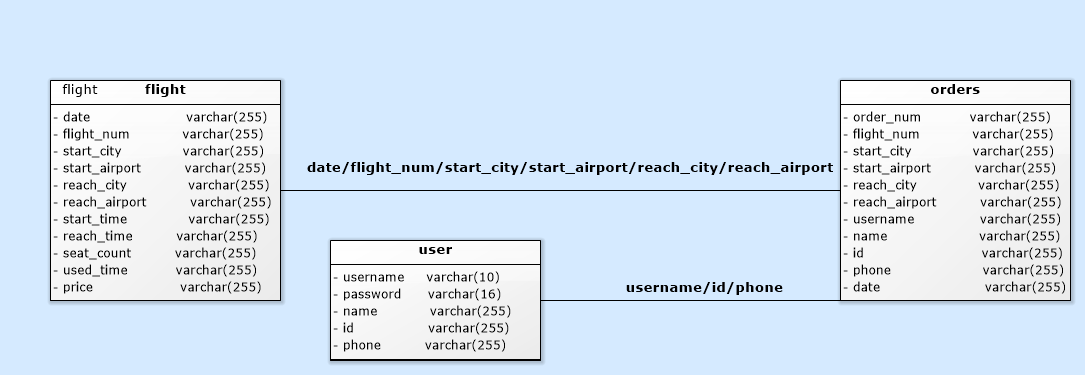 flight flight
- date varchar(255)
- flight_num varchar(255)
- start_city varchar(255)
- start_airport varchar(255)
- reach_city varchar(255)
- reach_airport varchar(255)
- start_time varchar(255)
- reach_time varchar(255)
- seat_count varchar(255)
- used_time varchar(255)
- price varchar(255)
date/flight_num/start_city/start_airport/reach_city/reach_airport
orders
- order_num varchar(255)
- flight_num varchar(255)
- start_city varchar(255)
- start_airport varchar(255)
- reach_city varchar(255)
- reach_airport varchar(255)
- username varchar(255)
- name varchar(255)
- id varchar(255)
- phone varchar(255)
- date varchar(255)
user
- username varchar(10)
- password varchar(16)
- name varchar(255)
- id varchar(255)
- phone varchar(255)
username/id/phone